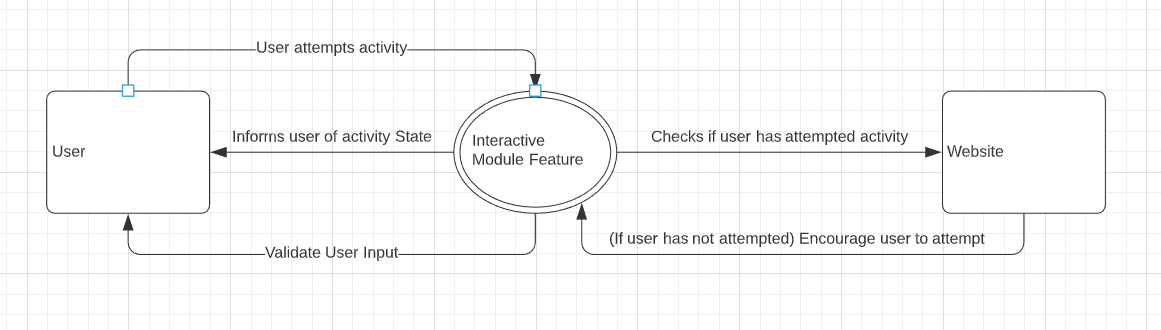 User attempts activity
Informs user of activity State
Checks if user has attempted activity
User
Interactive
Module Feature
Website
(If user has not attempted) Encourage user to attempt
Validate User Input